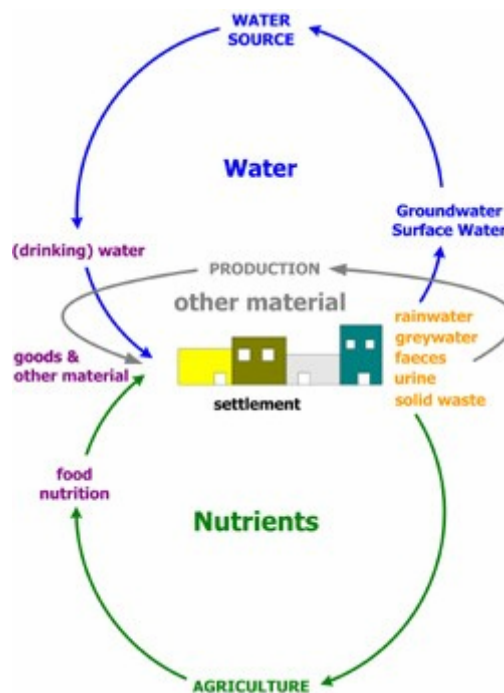 WATER
SOURCE
Water
Groundwater
Surface Water
(drinking) water
PRODUCTION
other material
rainwater
greywater
faeces
urine
solid waste
goods &
other material
settlement
food
nutrition
Nutrients
AGRICULTURE